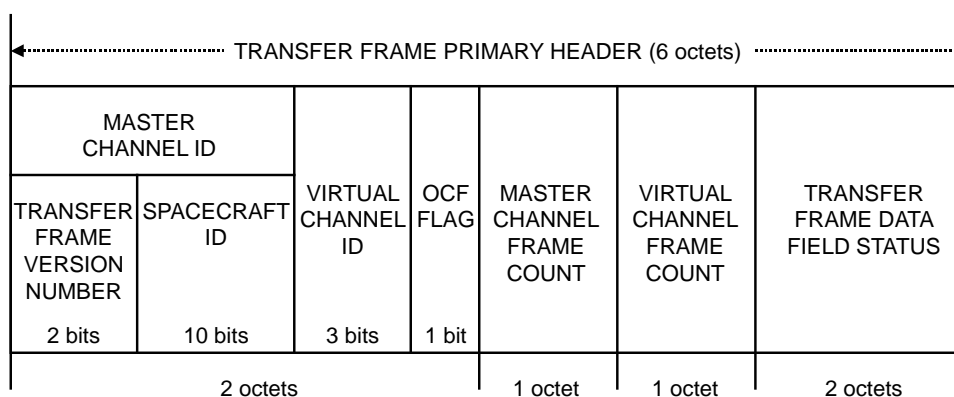 TRANSFER FRAME PRIMARY HEADER (6 octets)
MASTER
CHANNEL ID
TRANSFER
FRAME
VERSION
NUMBER
2 bits
SPACECRAFT
ID
10 bits
VIRTUAL
CHANNEL
ID
3 bits
OCF
FLAG
1 bit
MASTER
CHANNEL
FRAME
COUNT
VIRTUAL
CHANNEL
FRAME
COUNT
TRANSFER
FRAME DATA
FIELD STATUS
2 octets
1 octet
1 octet
2 octets